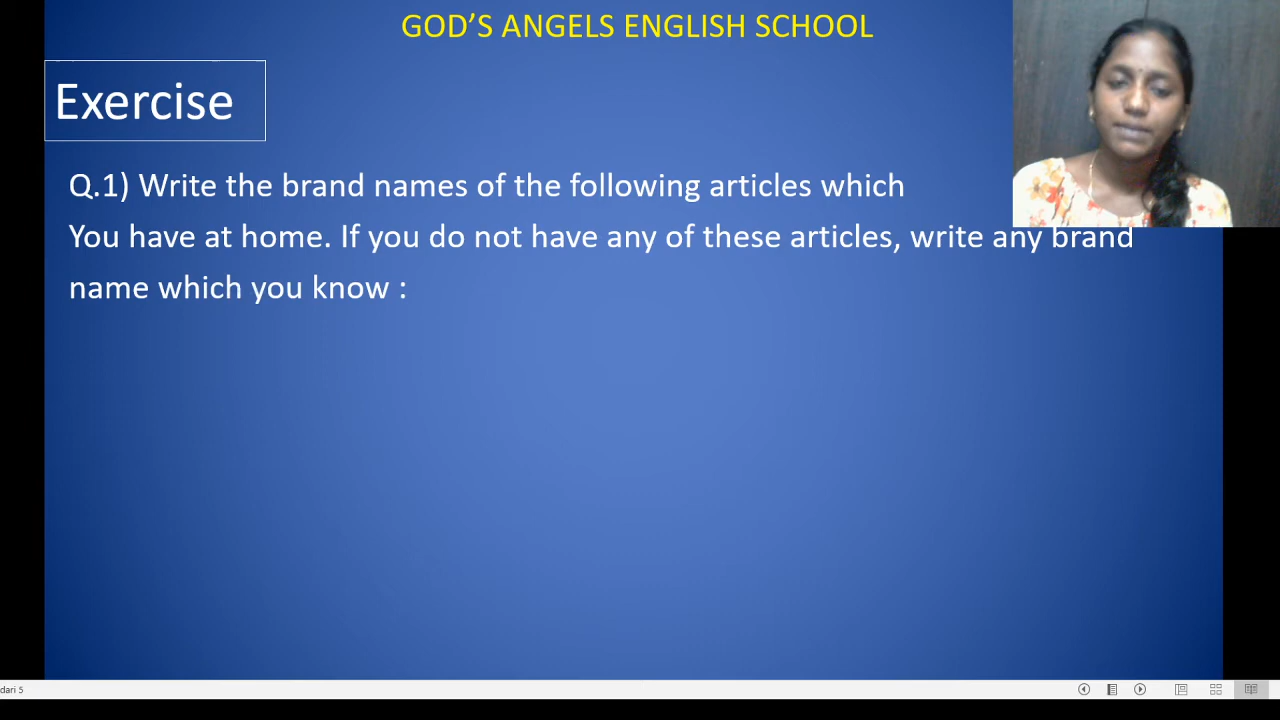 GOD’S ANGELS ENGLISH SCHOOL
Exercise
Q.1) Write the brand names of the following articles which
You have at home. If you do not have any of these articles, write any brand
name which you know :
dari 5